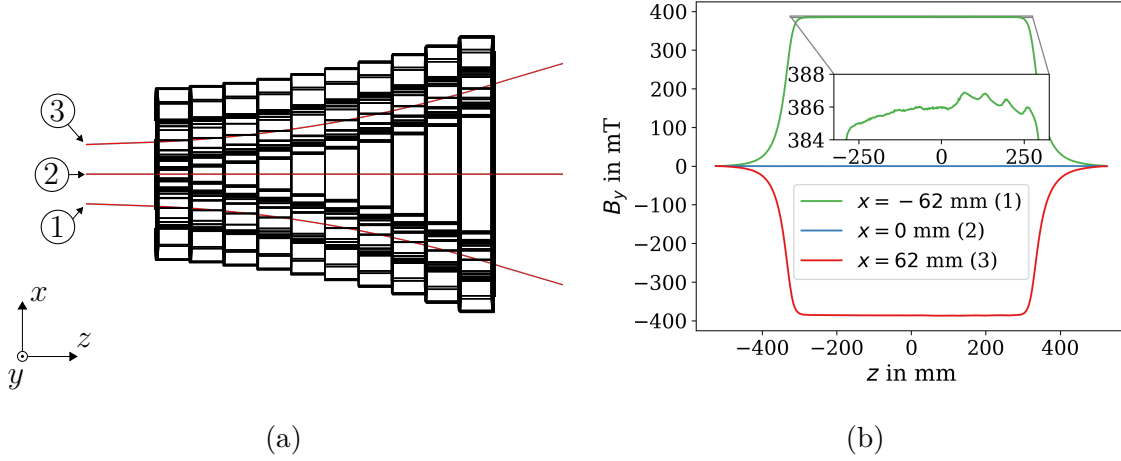 3
2
1
x
z
y
400
300
200
100
0
−100
−200
−300
−400
B_y in mT
388
386
384
−250
0
250
x = −62 mm (1)
x = 0 mm (2)
x = 62 mm (3)
−400
−200
0
200
400
z in mm
(a)
(b)